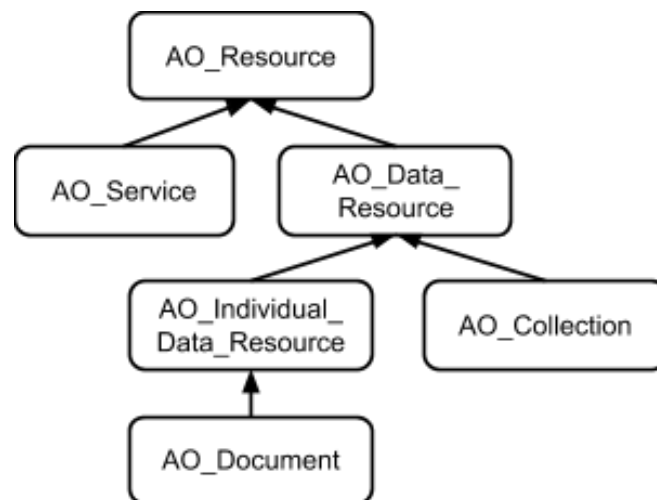 AO_Resource
AO_Service
AO_Data_
Resource
AO_Individual_
Data_Resource
AO_Collection
AO_Document